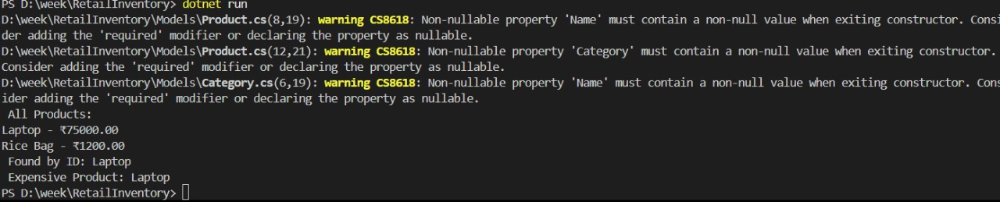 PS D:\week\RetailInventory> dotnet run
D:\week\RetailInventory\Models\Product.cs(8,19): warning CS8618: Non-nullable property 'Name' must contain a non-null value when exiting constructor. Consi
der adding the 'required' modifier or declaring the property as nullable.
D:\week\RetailInventory\Models\Product.cs(12,21): warning CS8618: Non-nullable property 'Category' must contain a non-null value when exiting constructor.
Consider adding the 'required' modifier or declaring the property as nullable.
D:\week\RetailInventory\Models\Category.cs(6,19): warning CS8618: Non-nullable property 'Name' must contain a non-null value when exiting constructor. Cons
ider adding the 'required' modifier or declaring the property as nullable.
All Products:
Laptop - ₹75000.00
Rice Bag - ₹1200.00
Found by ID: Laptop
Expensive Product: Laptop
PS D:\week\RetailInventory>